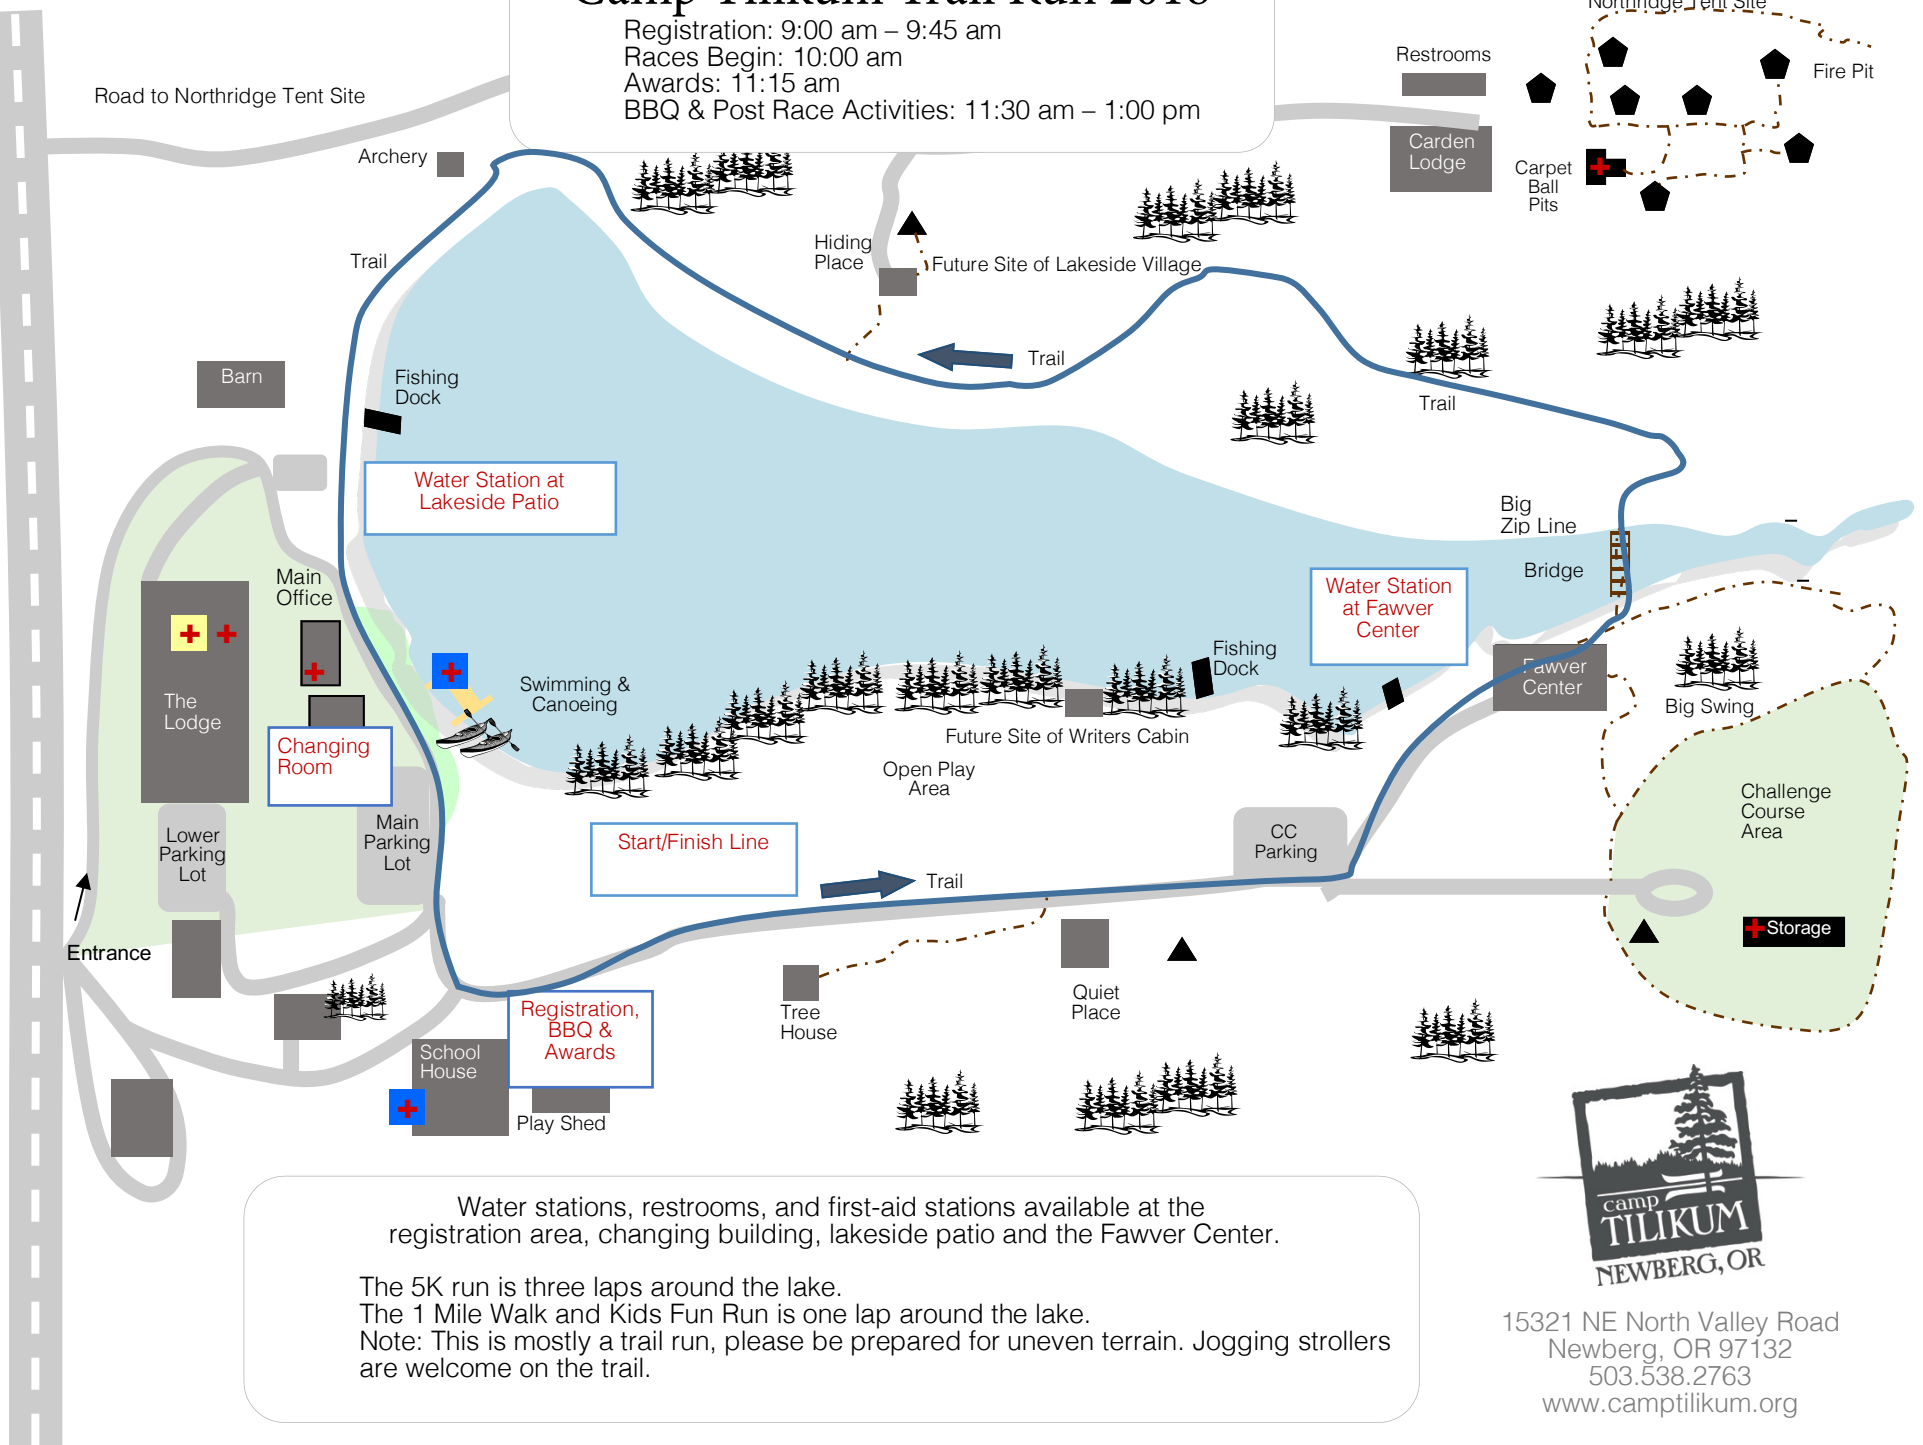 Camp Tilikum Trail Run 2018
Registration: 9:00 am – 9:45 am
Races Begin: 10:00 am
Awards: 11:15 am
BBQ & Post Race Activities: 11:30 am – 1:00 pm
Northridge Tent Site
Restrooms
Fire Pit
Road to Northridge Tent Site
Archery
Carden
Lodge
Carpet
Ball
Pits
Trail
Hiding
Place
Future Site of Lakeside Village
Trail
Barn
Fishing
Dock
Trail
Water Station at
Lakeside Patio
Big
Zip Line
Bridge
Main
Office
Water Station
at Fawver
Center
Fishing
Dock
Fawver
Center
The
Lodge
Swimming &
Canoeing
Big Swing
Future Site of Writers Cabin
Changing
Room
Open Play
Area
Challenge
Course
Area
Lower
Parking
Lot
Main
Parking
Lot
Start/Finish Line
CC
Parking
Trail
Entrance
Storage
Registration,
BBQ &
Awards
Tree
House
Quiet
Place
School
House
Play Shed
Water stations, restrooms, and first-aid stations available at the
registration area, changing building, lakeside patio and the Fawver Center.
The 5K run is three laps around the lake.
The 1 Mile Walk and Kids Fun Run is one lap around the lake.
Note: This is mostly a trail run, please be prepared for uneven terrain. Jogging strollers
are welcome on the trail.
camp
TILIKUM
NEWBERG, OR
15321 NE North Valley Road
Newberg, OR 97132
503.538.2763
www.camptilikum.org